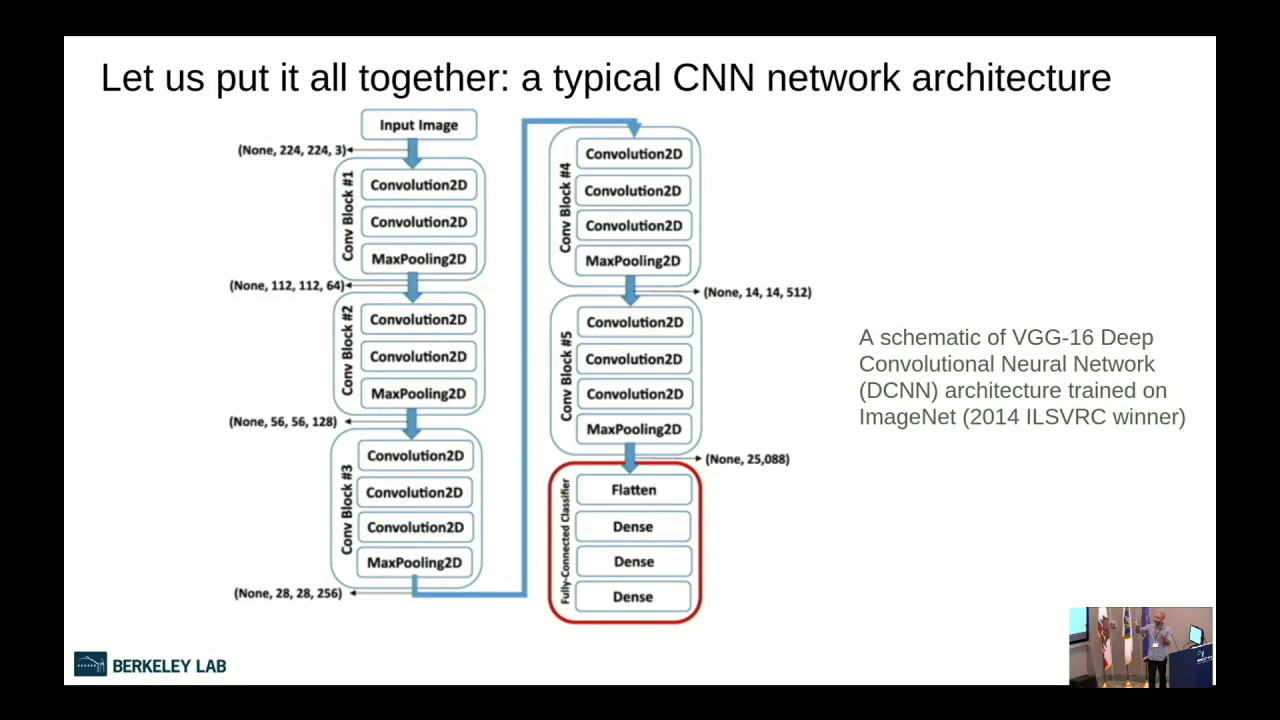 Let us put it all together: a typical CNN network architecture
Input Image
(None, 224, 224, 3)
Conv Block #1
Convolution2D
Convolution2D
MaxPooling2D
(None, 112, 112, 64)
Conv Block #2
Convolution2D
Convolution2D
MaxPooling2D
(None, 56, 56, 128)
Conv Block #3
Convolution2D
Convolution2D
Convolution2D
MaxPooling2D
(None, 28, 28, 256)
Conv Block #4
Convolution2D
Convolution2D
Convolution2D
MaxPooling2D
(None, 14, 14, 512)
Conv Block #5
Convolution2D
Convolution2D
Convolution2D
MaxPooling2D
(None, 25,088)
Fully-Connected Classifier
Flatten
Dense
Dense
Dense
A schematic of VGG-16 Deep
Convolutional Neural Network
(DCNN) architecture trained on
ImageNet (2014 ILSVRC winner)
BERKELEY LAB